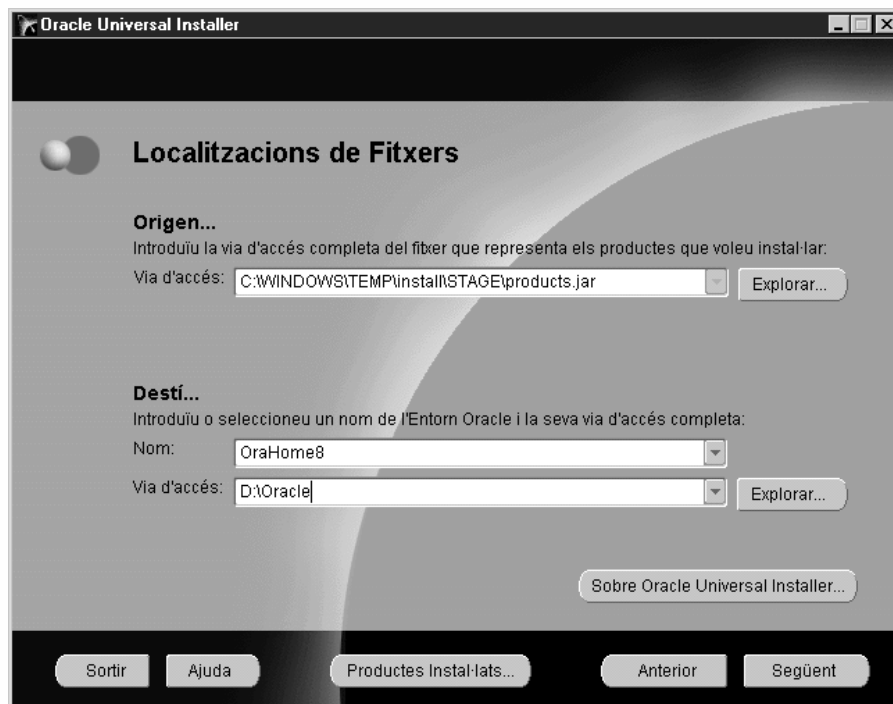 Oracle Universal Installer
Localitzacions de Fitxers
Origen...
Introduïu la via d'accés completa del fitxer que representa els productes que voleu instal·lar:
Via d'accés: C:\WINDOWS\TEMP\install\STAGE\products.jar Explorar...
Destí...
Introduïu o seleccioneu un nom de l'Entorn Oracle i la seva via d'accés completa:
Nom: OraHome8
Via d'accés: D:\Oracle Explorar...
Sobre Oracle Universal Installer...
Sortir Ajuda Productes Instal·lats... Anterior Següent